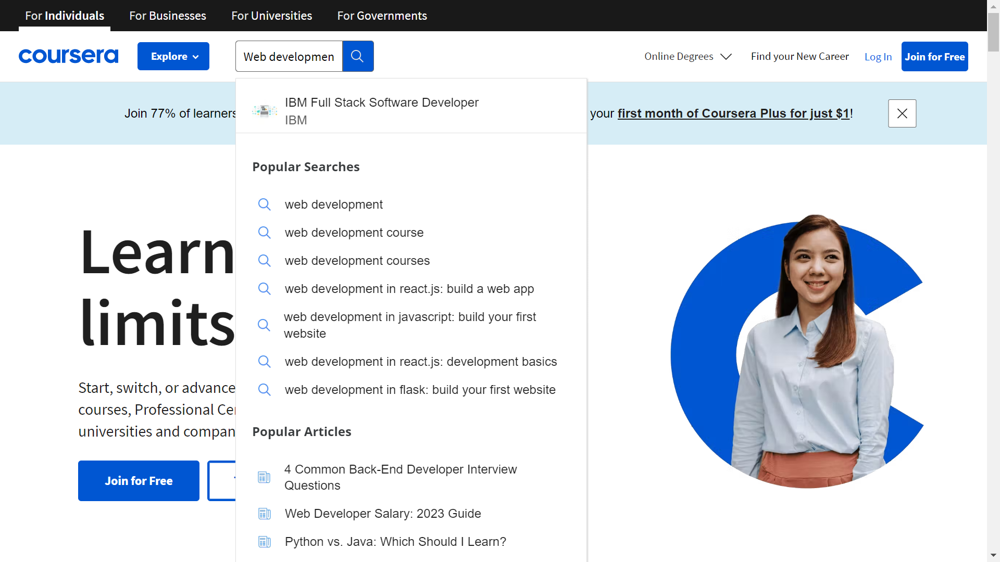 For Individuals
For Businesses
For Universities
For Governments
coursera
Explore
Web developmen
Online Degrees
Find your New Career
Log In
Join for Free
Join 77% of learners
your first month of Coursera Plus for just $1!
IBM Full Stack Software Developer
IBM
Popular Searches
web development
web development course
web development courses
web development in react.js: build a web app
web development in javascript: build your first
website
web development in react.js: development basics
web development in flask: build your first website
Popular Articles
4 Common Back-End Developer Interview
Questions
Web Developer Salary: 2023 Guide
Python vs. Java: Which Should I Learn?
Learn
limits
Start, switch, or advance
courses, Professional Cer
universities and compan
Join for Free